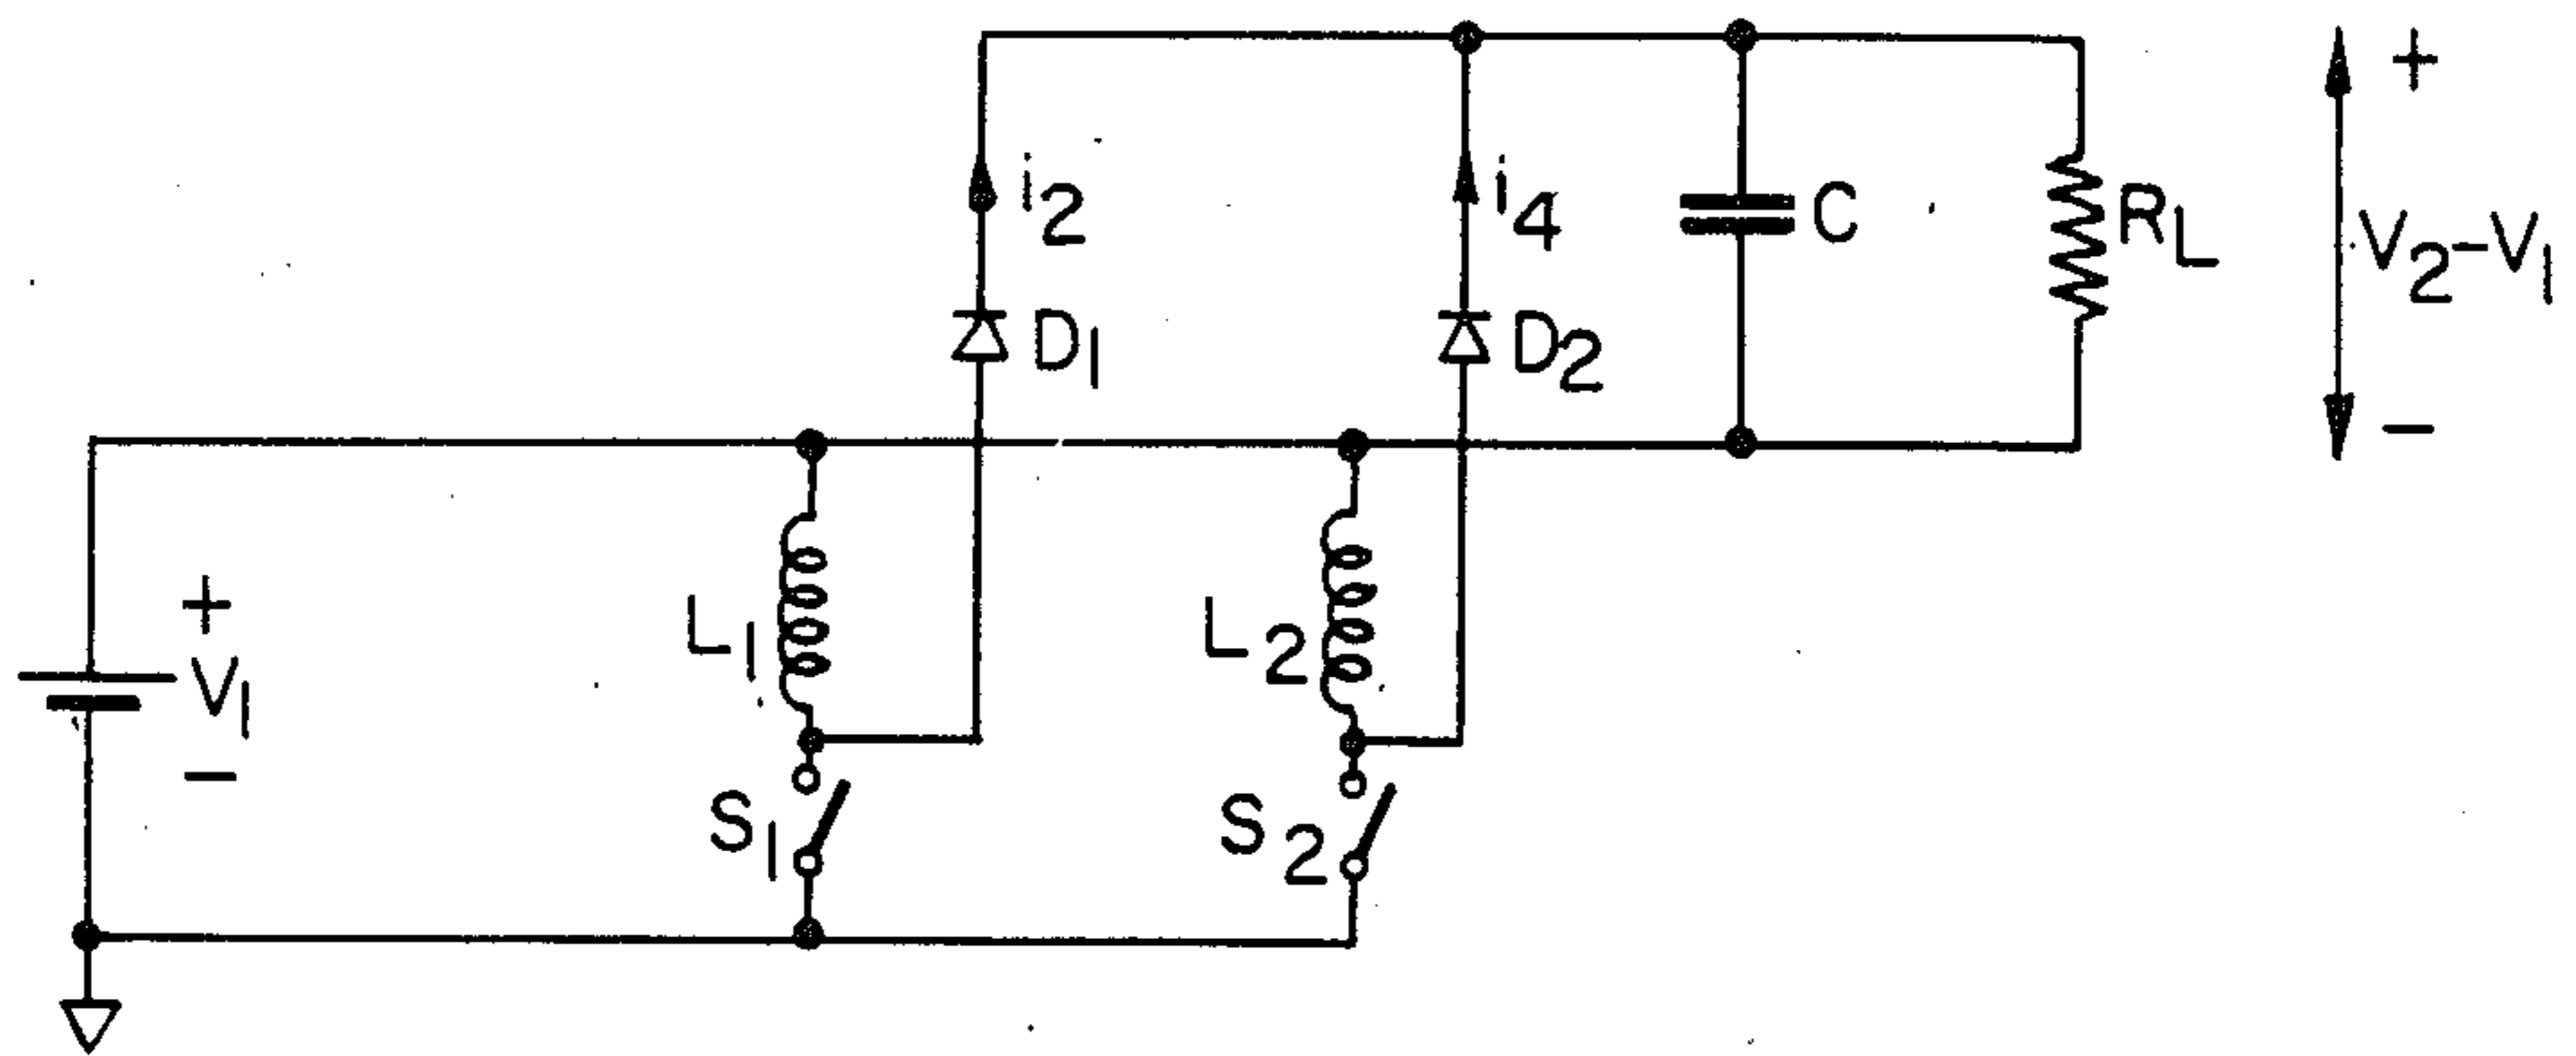 +
i2
i4
C
RL
V2-V1
D1
D2
-
+
V1
-
L1
L2
S1
S2